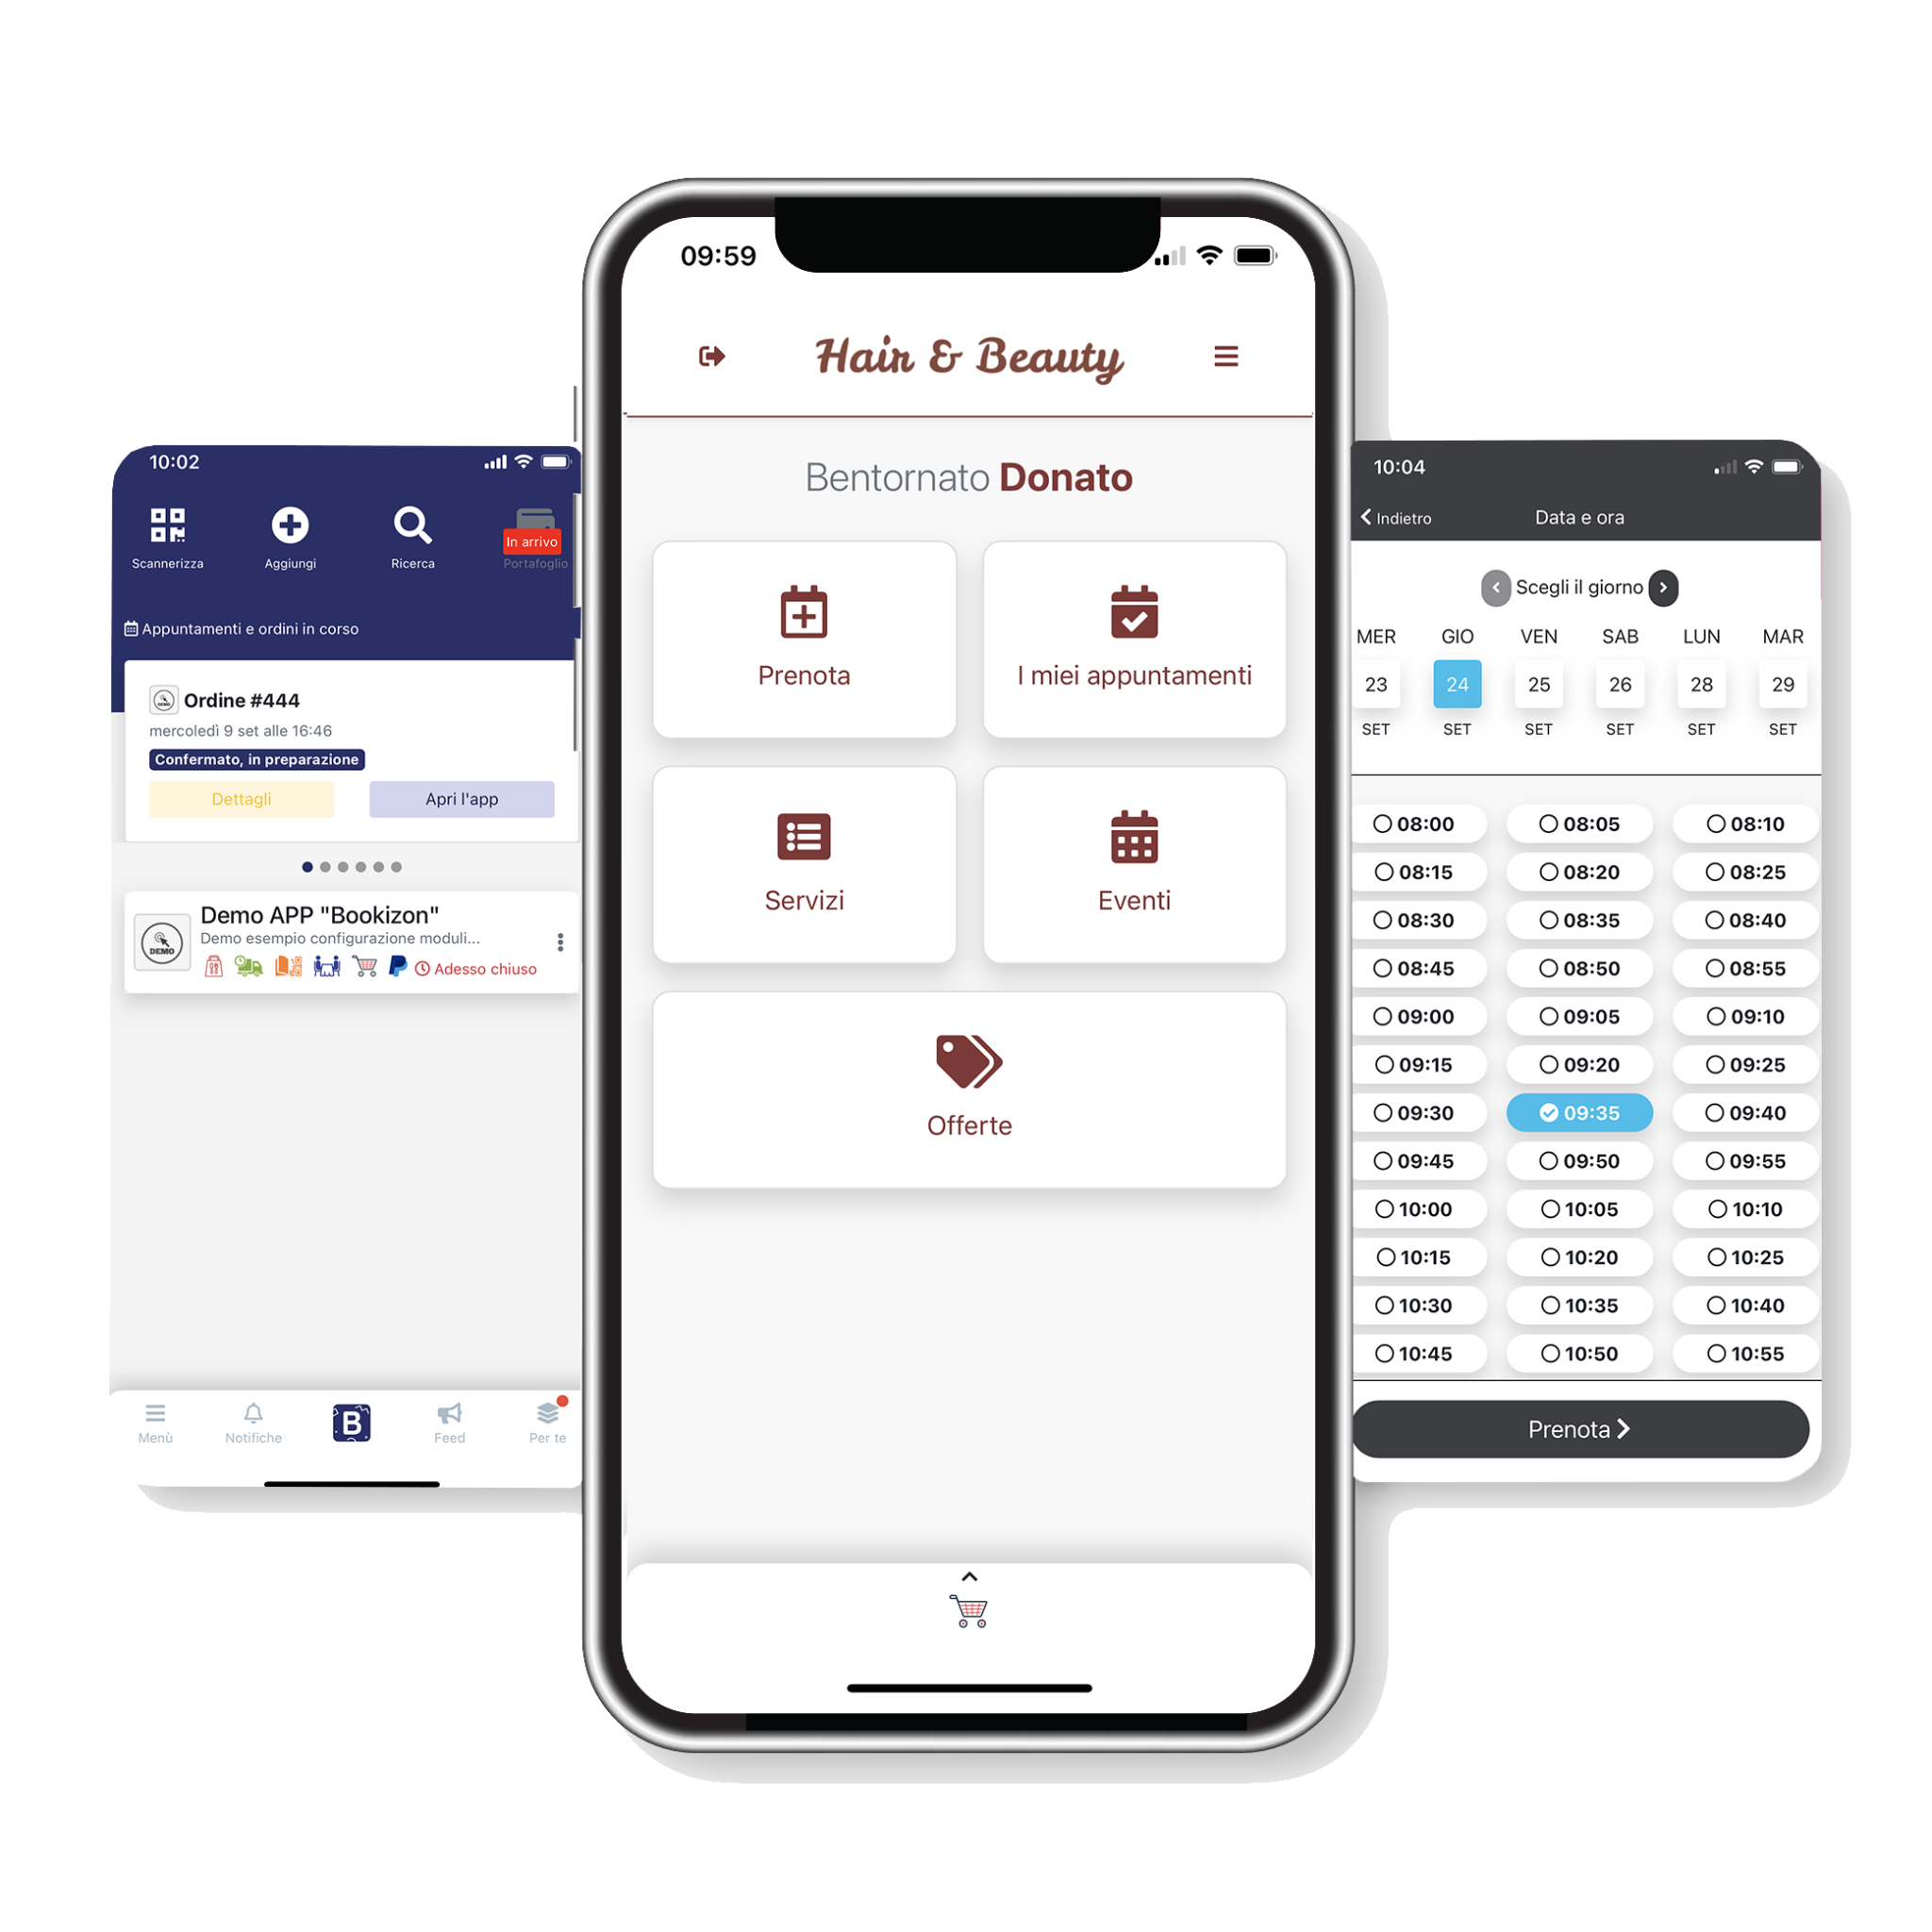 10:02
Scannerizza
Aggiungi
Ricerca
In arrivo
Portafoglio
Appuntamenti e ordini in corso
DEMO
Ordine #444
mercoledì 9 set alle 16:46
Confermato, in preparazione
Dettagli
Apri l'app
DEMO
Demo APP "Bookizon"
Demo esempio configurazione moduli...
Adesso chiuso
Menù
Notifiche
B
Feed
Per te
09:59
Hair & Beauty
Bentornato Donato
Prenota
I miei appuntamenti
Servizi
Eventi
Offerte
10:04
Indietro
Data e ora
Scegli il giorno
MER GIO VEN SAB LUN MAR
23 24 25 26 28 29
SET SET SET SET SET SET
08:00 08:05 08:10
08:15 08:20 08:25
08:30 08:35 08:40
08:45 08:50 08:55
09:00 09:05 09:10
09:15 09:20 09:25
09:30 09:35 09:40
09:45 09:50 09:55
10:00 10:05 10:10
10:15 10:20 10:25
10:30 10:35 10:40
10:45 10:50 10:55
Prenota